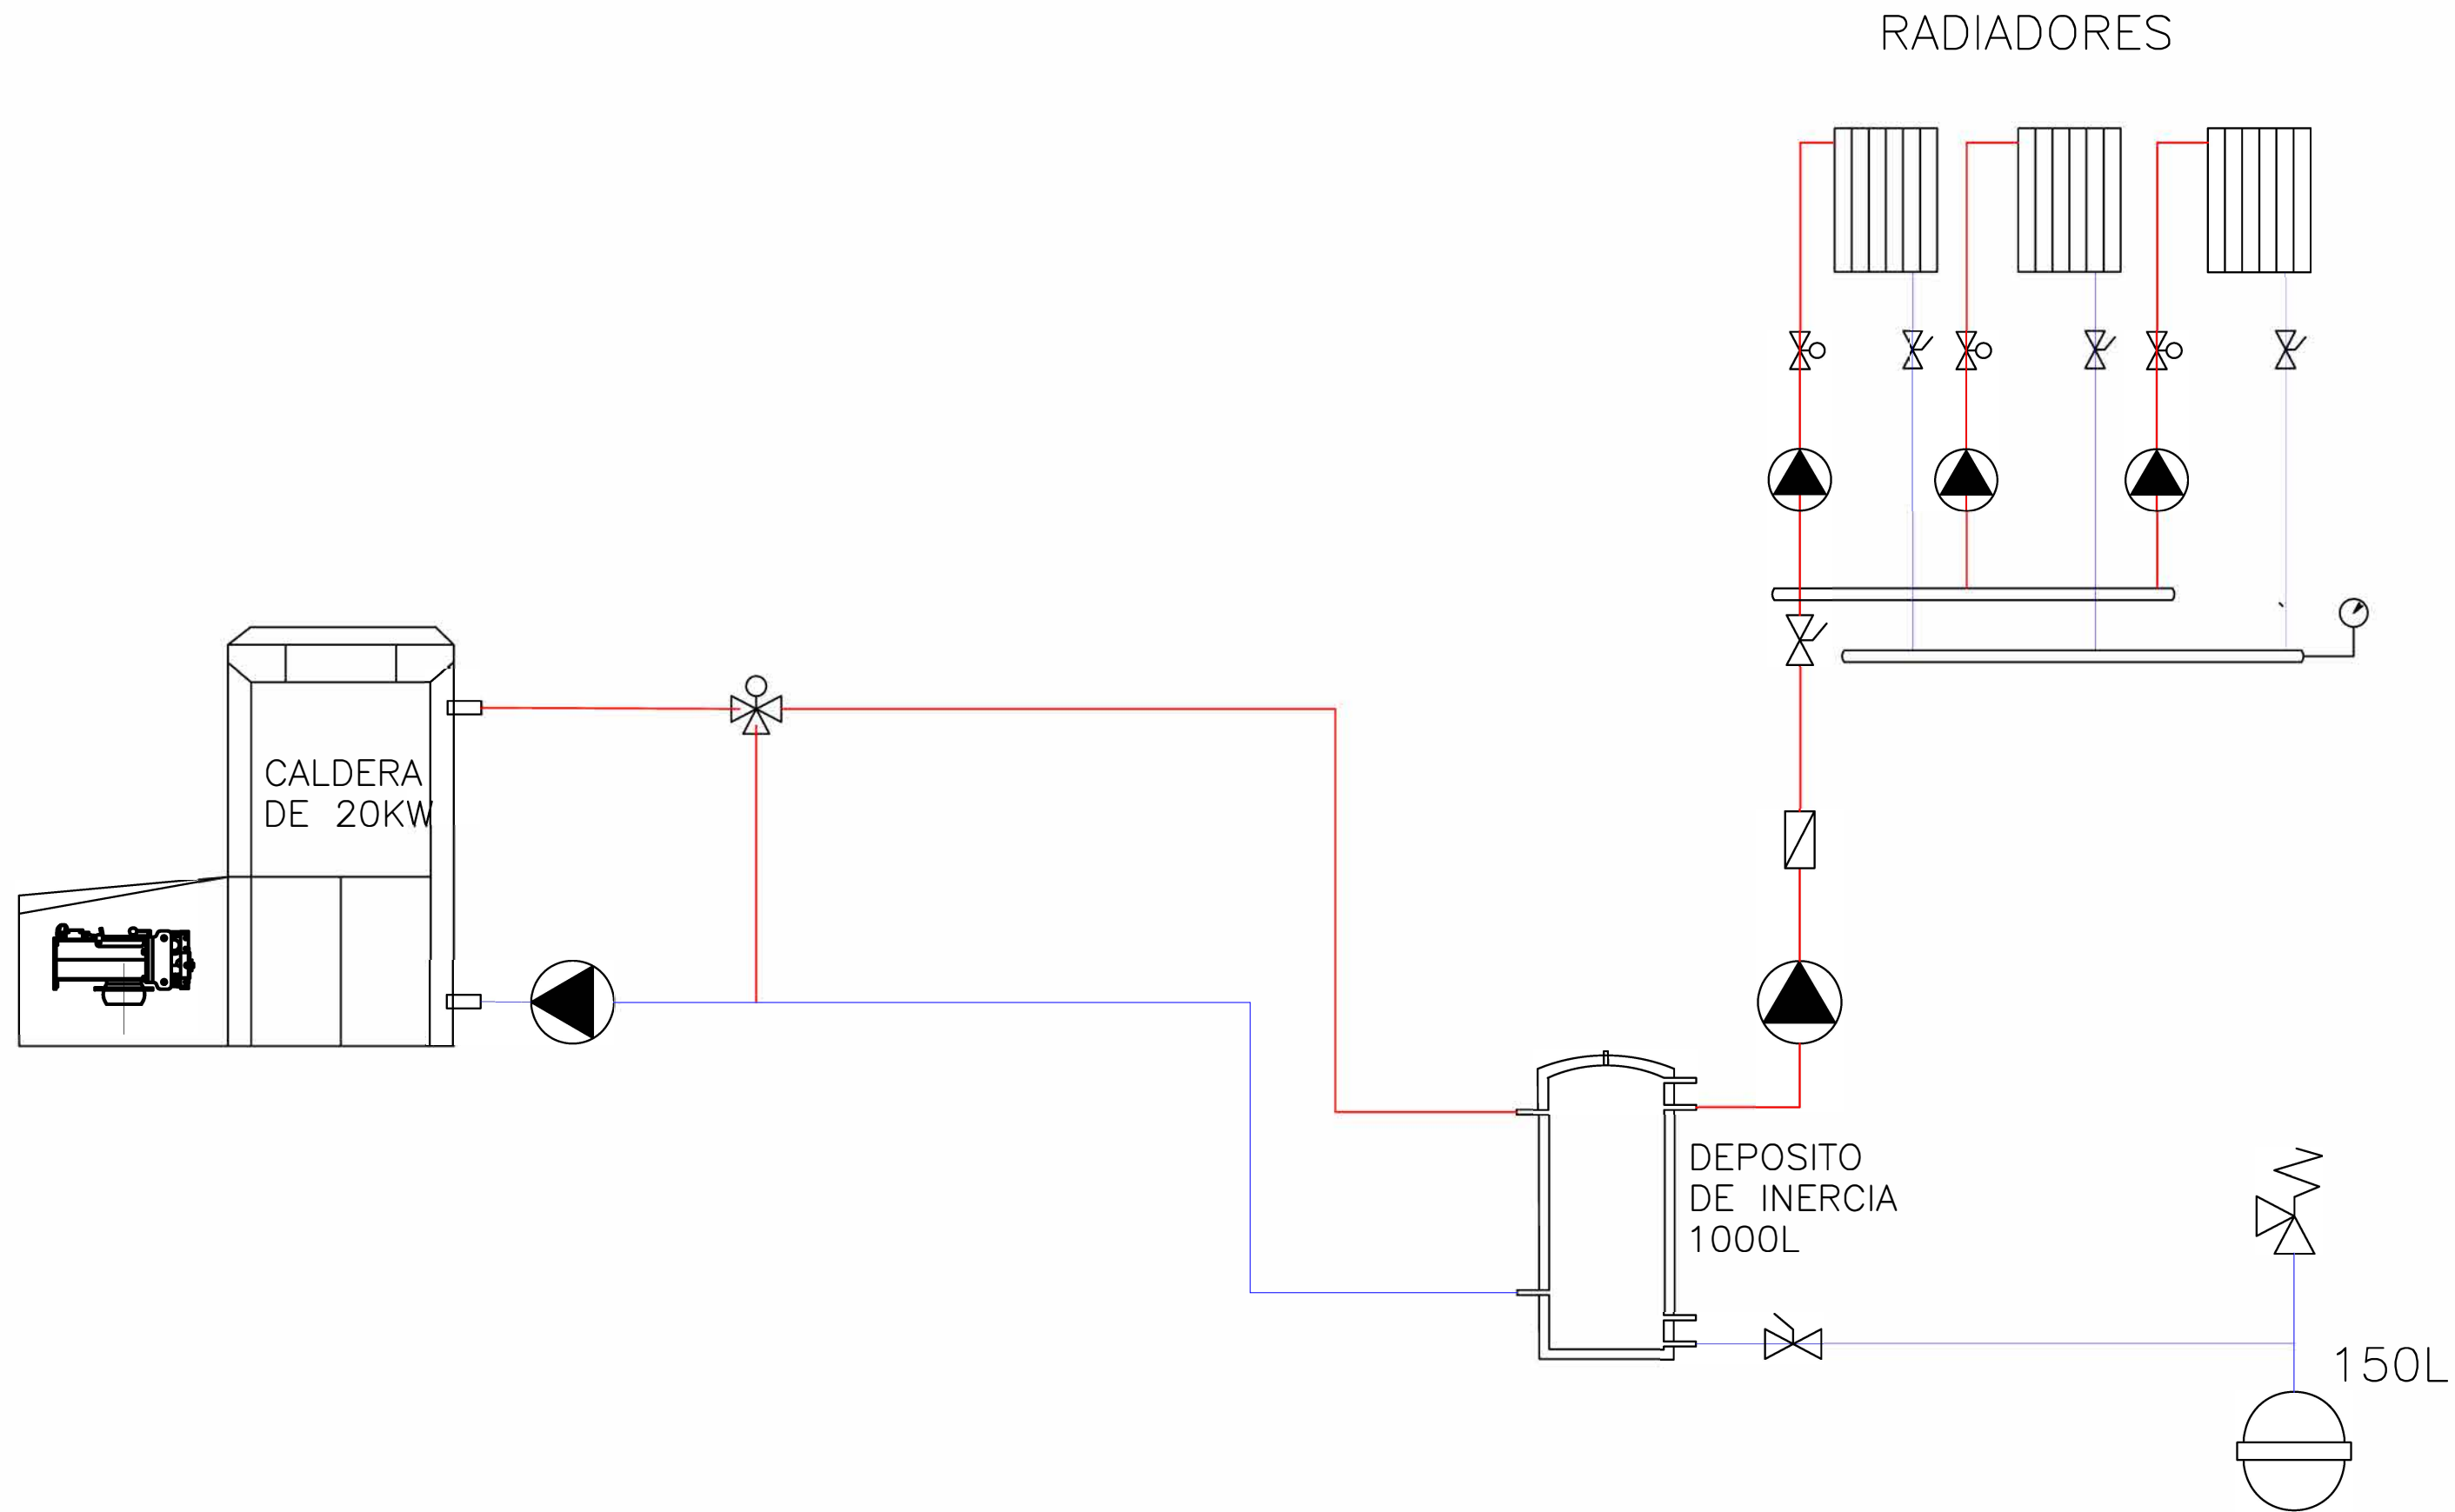 RADIADORES
CALDERA
DE 20KW
DEPOSITO
DE INERCIA
1000L
150L